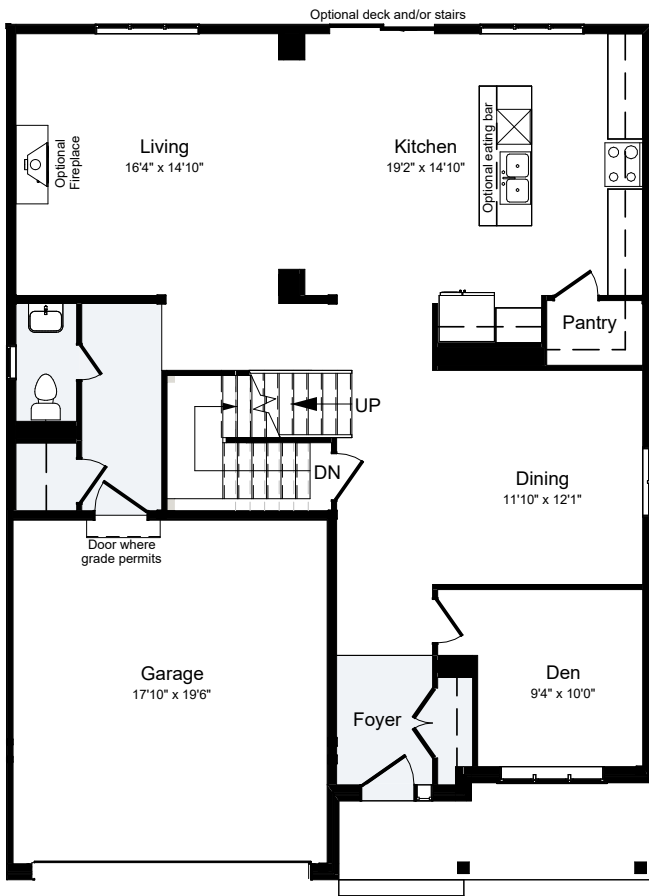 Optional deck and/or stairs
Living
16'4" x 14'10"
Kitchen
19'2" x 14'10"
Optional eating bar
Optional
Fireplace
Pantry
UP
DN
Dining
11'10" x 12'1"
Door where
grade permits
Garage
17'10" x 19'6"
Den
9'4" x 10'0"
Foyer